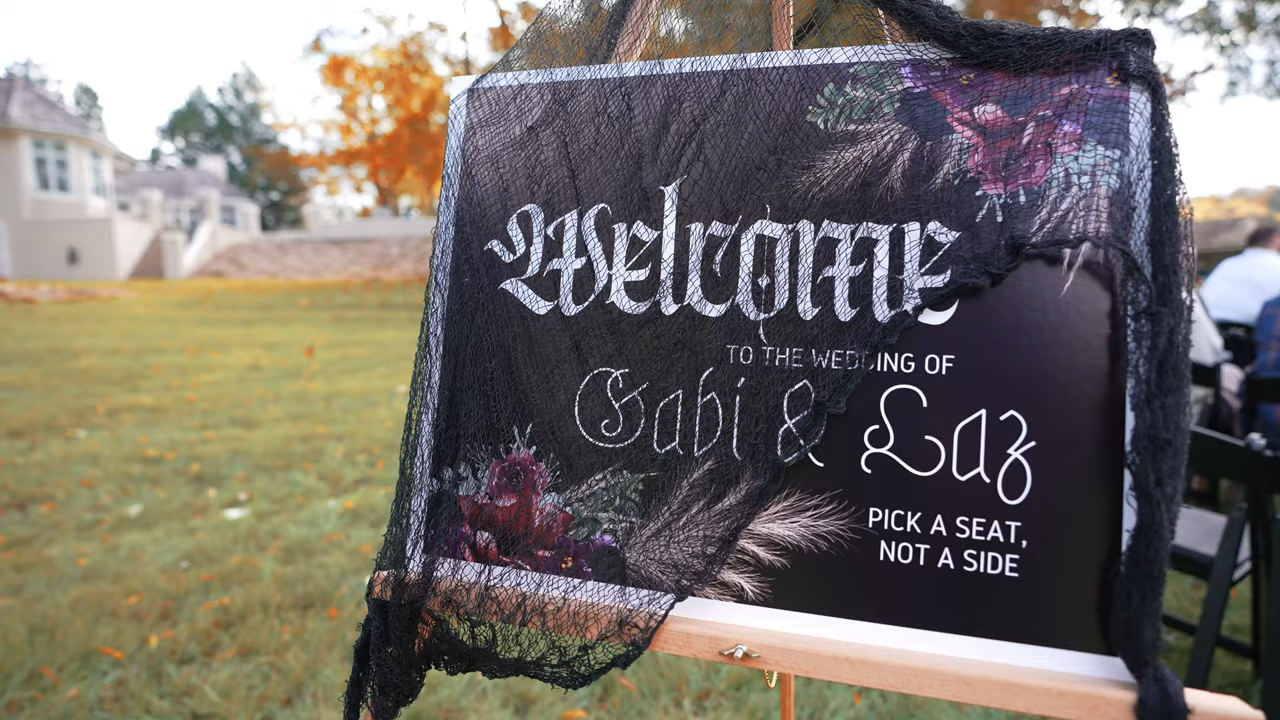 Welcome
TO THE WEDDING OF
Gabi & Laz
PICK A SEAT,
NOT A SIDE